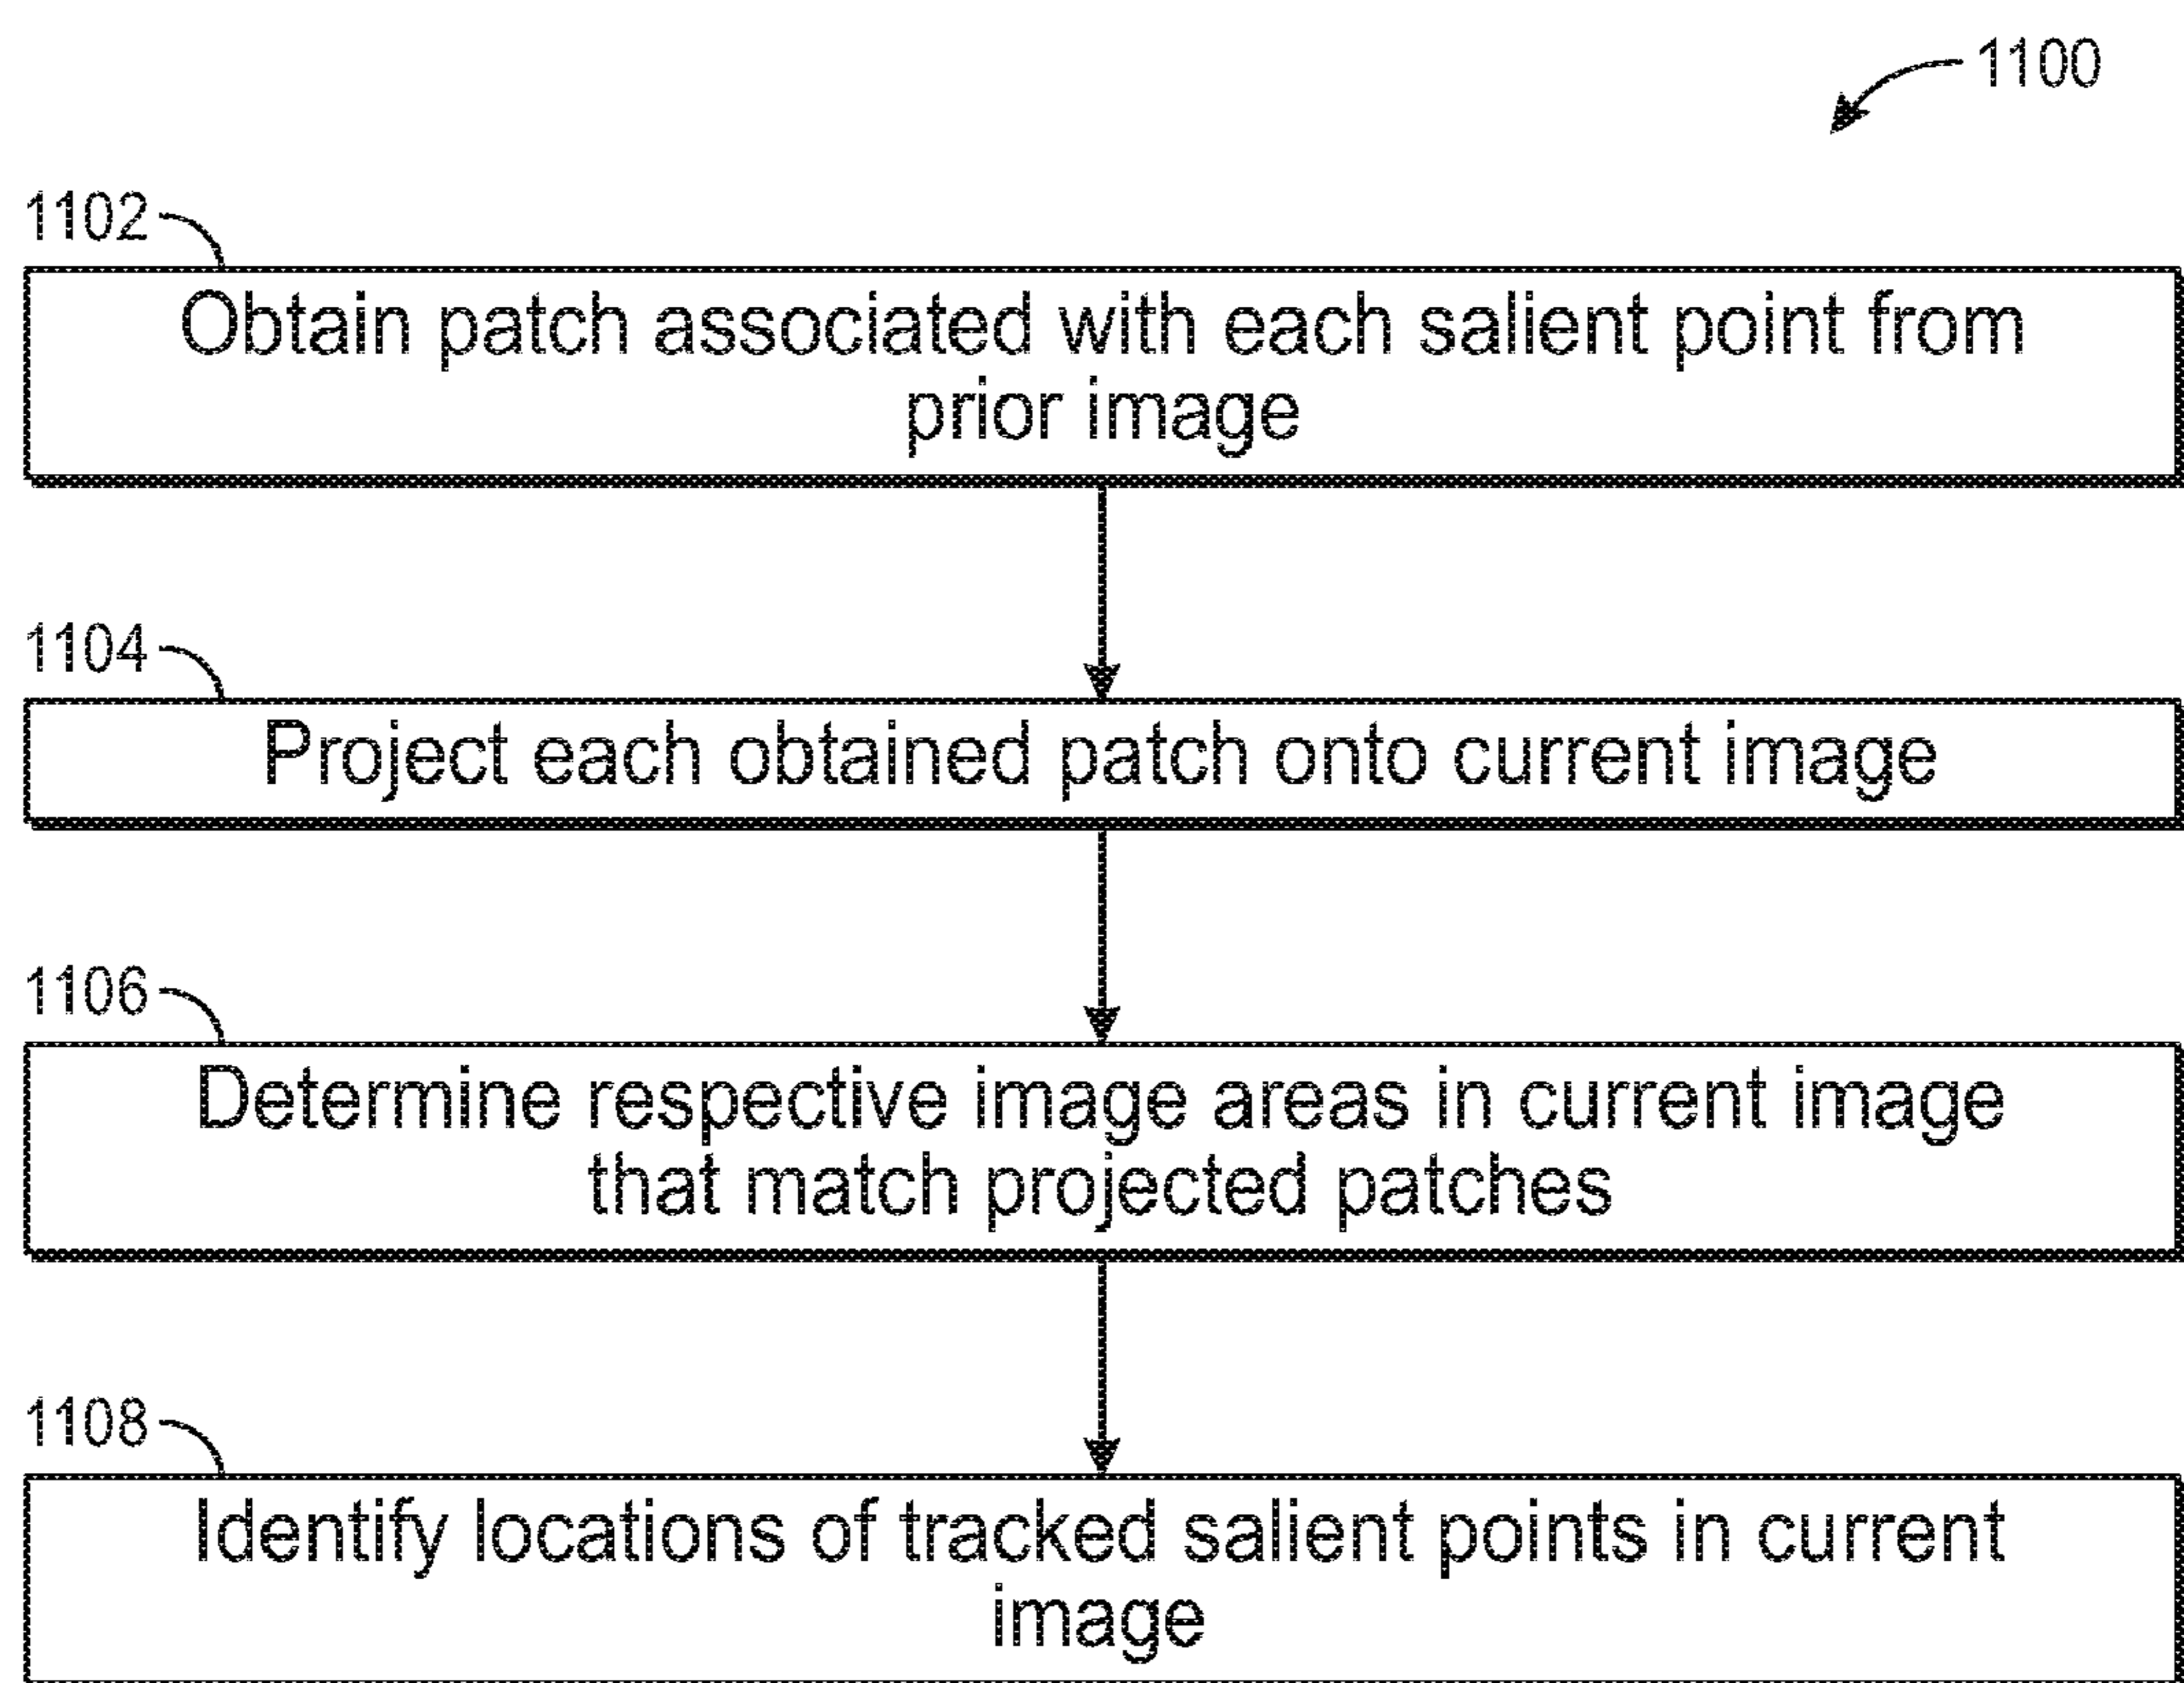 1100
1102
Obtain patch associated with each salient point from
prior image
1104
Project each obtained patch onto current image
1106
Determine respective image areas in current image
that match projected patches
1108
Identify locations of tracked salient points in current
image